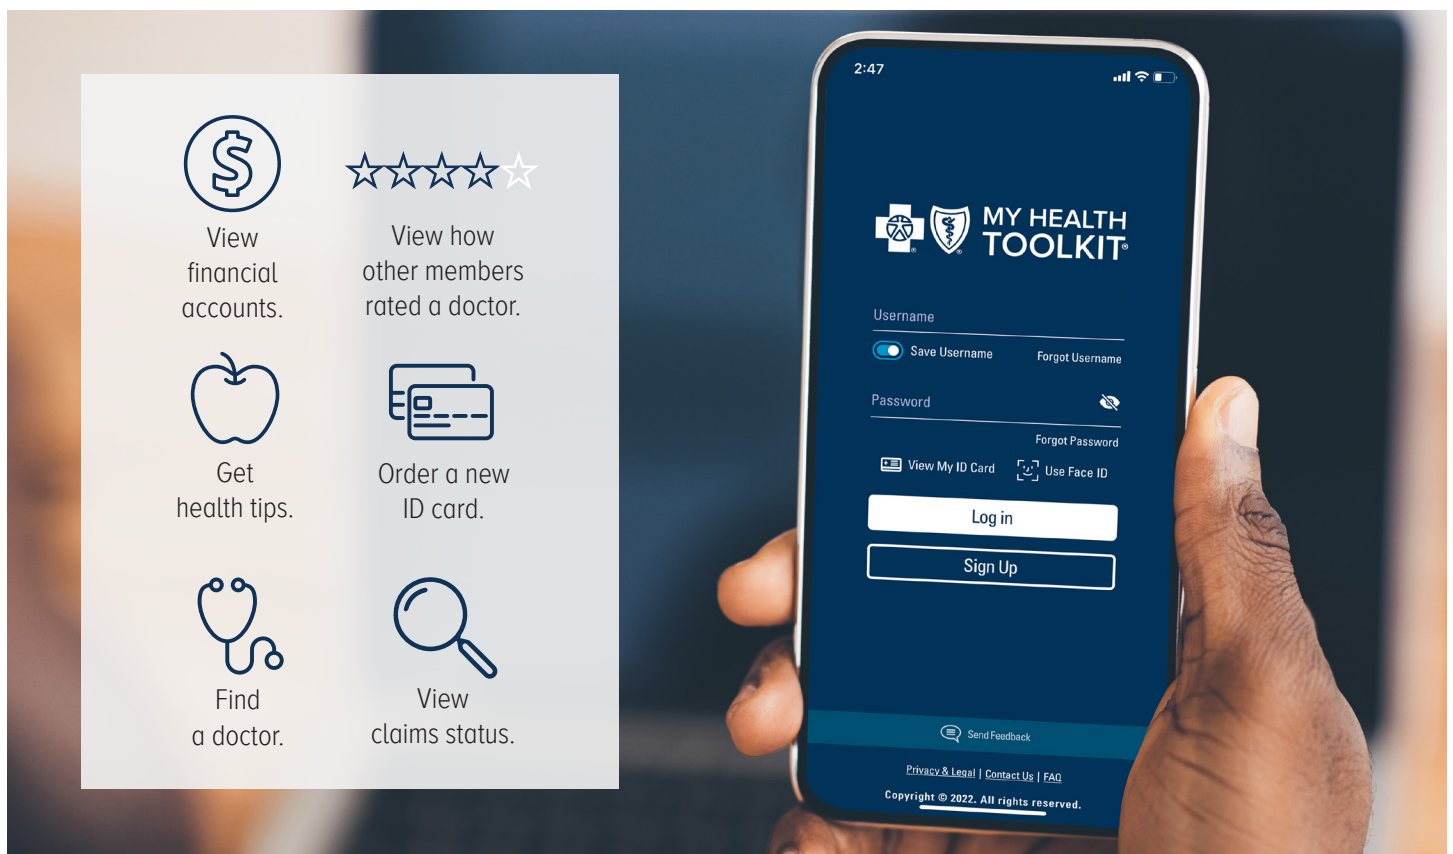 View
financial
accounts.
View how
other members
rated a doctor.
Get
health tips.
Order a new
ID card.
Find
a doctor.
View
claims status.
2:47
MY HEALTH
TOOLKIT®
Username
Save Username
Forgot Username
Password
Forgot Password
View My ID Card
Use Face ID
Log in
Sign Up
Send Feedback
Privacy & Legal | Contact Us | FAQ
Copyright © 2022. All rights reserved.